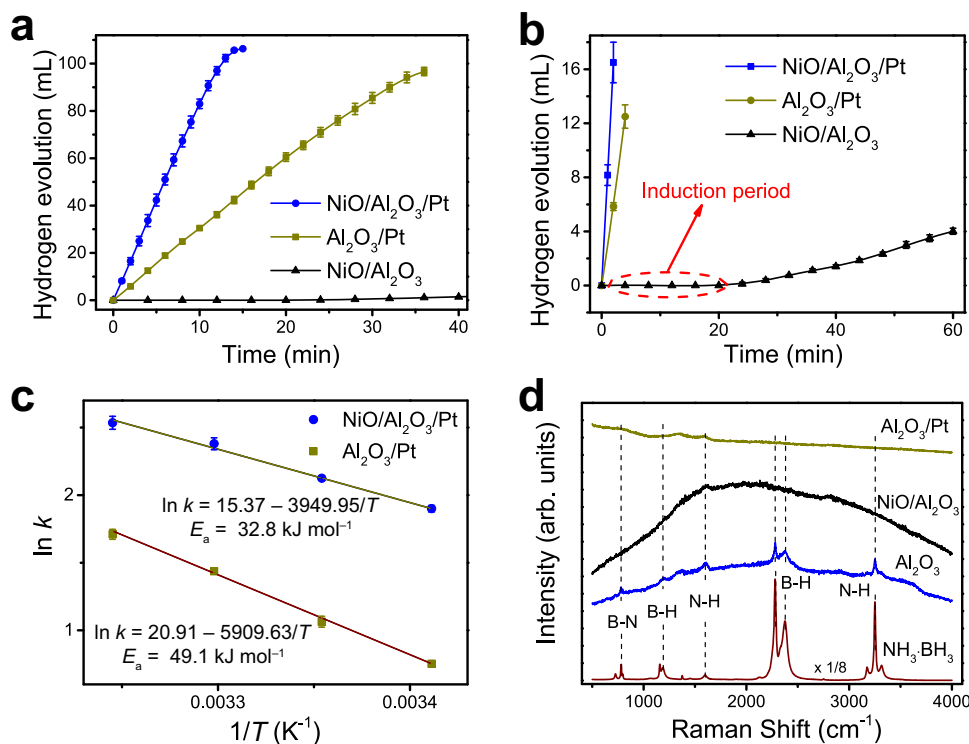 a
Hydrogen evolution (mL)
100
80
60
40
20
0
NiO/Al₂O₃/Pt
Al₂O₃/Pt
NiO/Al₂O₃
0 10 20 30 40
Time (min)
b
Hydrogen evolution (mL)
16
12
8
4
0
NiO/Al₂O₃/Pt
Al₂O₃/Pt
NiO/Al₂O₃
Induction period
0 20 40 60
Time (min)
c
ln k
2
1
NiO/Al₂O₃/Pt
Al₂O₃/Pt
ln k = 15.37 – 3949.95/T
Eₐ = 32.8 kJ mol⁻¹
ln k = 20.91 – 5909.63/T
Eₐ = 49.1 kJ mol⁻¹
0.0033 0.0034
1/T (K⁻¹)
d
Intensity (arb. units)
Al₂O₃/Pt
NiO/Al₂O₃
Al₂O₃
B-N
B-H
N-H
B-H
N-H
NH₃·BH₃
x 1/8
1000 2000 3000 4000
Raman Shift (cm⁻¹)